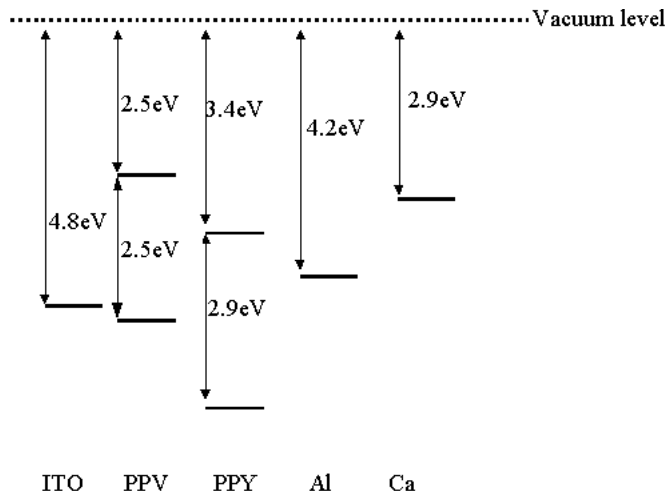 Vacuum level
2.5eV
3.4eV
2.9eV
4.2eV
4.8eV
2.5eV
2.9eV
ITO PPV PPY Al Ca